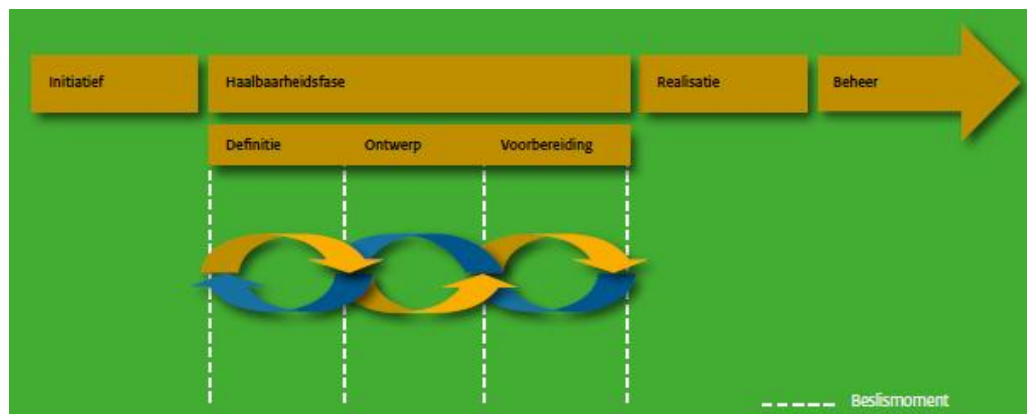 Initiatief
Haalbaarheidsfase
Realisatie
Beheer
Definitie
Ontwerp
Voorbereiding
Beslismoment